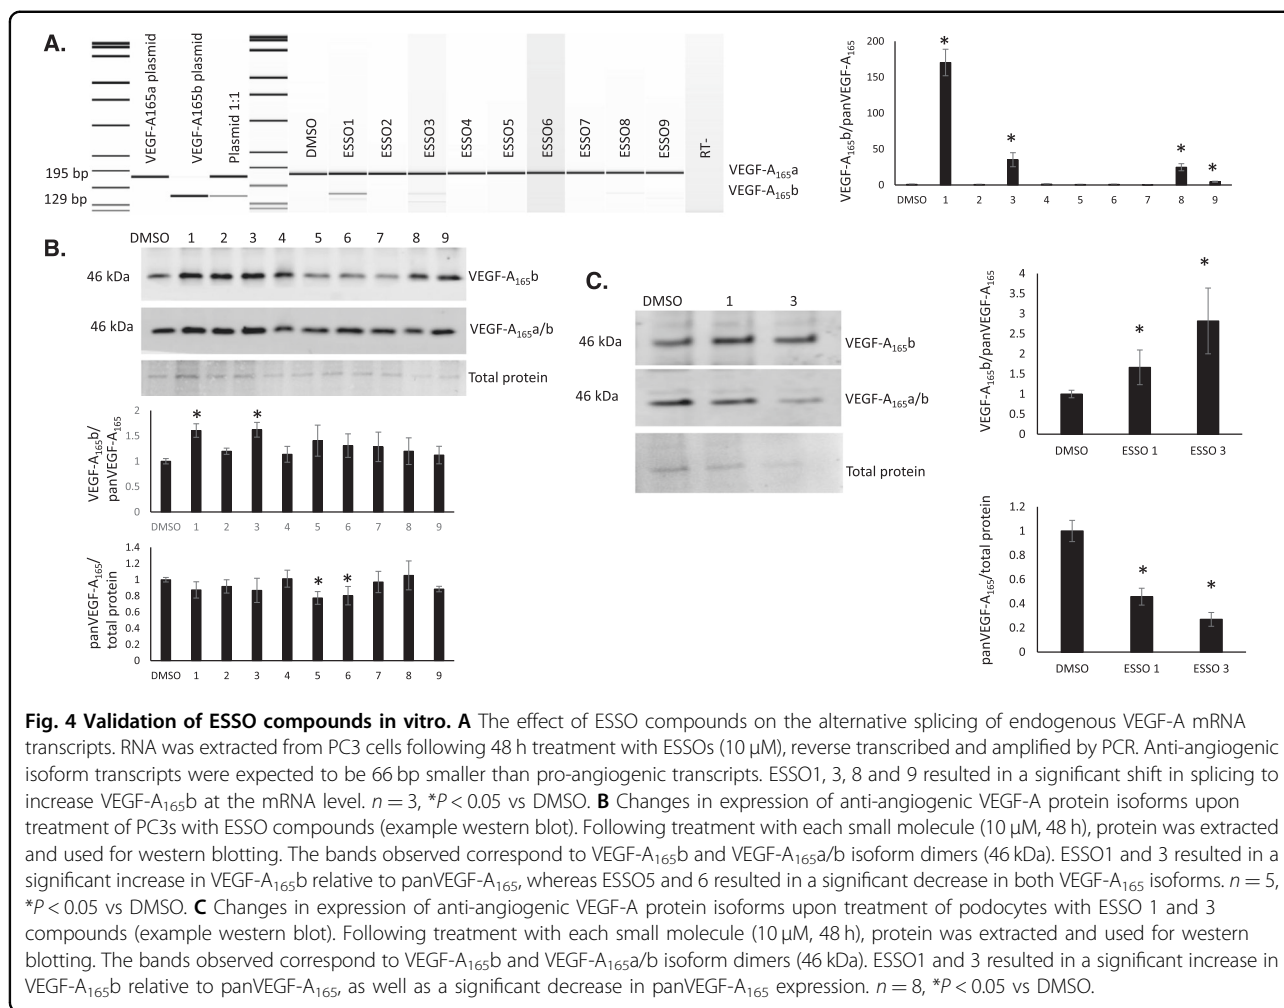 A.
VEGF-A165a plasmid
VEGF-A165b plasmid
Plasmid 1:1
DMSO
ESSO1
ESSO2
ESSO3
ESSO4
ESSO5
ESSO6
ESSO7
ESSO8
ESSO9
RT-
195 bp
129 bp
VEGF-A165a
VEGF-A165b
VEGF-A165b/panVEGF-A165
200
150
100
50
0
* * * *
DMSO 1 2 3 4 5 6 7 8 9
B.
DMSO 1 2 3 4 5 6 7 8 9
46 kDa
VEGF-A165b
46 kDa
VEGF-A165a/b
Total protein
VEGF-A165b/
panVEGF-A165
2
1.5
1
0.5
0
* *
DMSO 1 2 3 4 5 6 7 8 9
panVEGF-A165/
total protein
1.4
1.2
1
0.8
0.6
0.4
0.2
0
* *
DMSO 1 2 3 4 5 6 7 8 9
C.
DMSO 1 3
46 kDa
VEGF-A165b
46 kDa
VEGF-A165a/b
Total protein
VEGF-A165b/panVEGF-A165
4
3.5
3
2.5
2
1.5
1
0.5
0
* *
DMSO ESSO 1 ESSO 3
panVEGF-A165/total protein
1.2
1
0.8
0.6
0.4
0.2
0
* *
DMSO ESSO 1 ESSO 3
Fig. 4 Validation of ESSO compounds in vitro. A The effect of ESSO compounds on the alternative splicing of endogenous VEGF-A mRNA
transcripts. RNA was extracted from PC3 cells following 48 h treatment with ESSOs (10 µM), reverse transcribed and amplified by PCR. Anti-angiogenic
isoform transcripts were expected to be 66 bp smaller than pro-angiogenic transcripts. ESSO1, 3, 8 and 9 resulted in a significant shift in splicing to
increase VEGF-A165b at the mRNA level. n = 3, *P < 0.05 vs DMSO. B Changes in expression of anti-angiogenic VEGF-A protein isoforms upon
treatment of PC3s with ESSO compounds (example western blot). Following treatment with each small molecule (10 µM, 48 h), protein was extracted
and used for western blotting. The bands observed correspond to VEGF-A165b and VEGF-A165a/b isoform dimers (46 kDa). ESSO1 and 3 resulted in a
significant increase in VEGF-A165b relative to panVEGF-A165, whereas ESSO5 and 6 resulted in a significant decrease in both VEGF-A165 isoforms. n = 5,
*P < 0.05 vs DMSO. C Changes in expression of anti-angiogenic VEGF-A protein isoforms upon treatment of podocytes with ESSO 1 and 3
compounds (example western blot). Following treatment with each small molecule (10 µM, 48 h), protein was extracted and used for western
blotting. The bands observed correspond to VEGF-A165b and VEGF-A165a/b isoform dimers (46 kDa). ESSO1 and 3 resulted in a significant increase in
VEGF-A165b relative to panVEGF-A165, as well as a significant decrease in panVEGF-A165 expression. n = 8, *P < 0.05 vs DMSO.